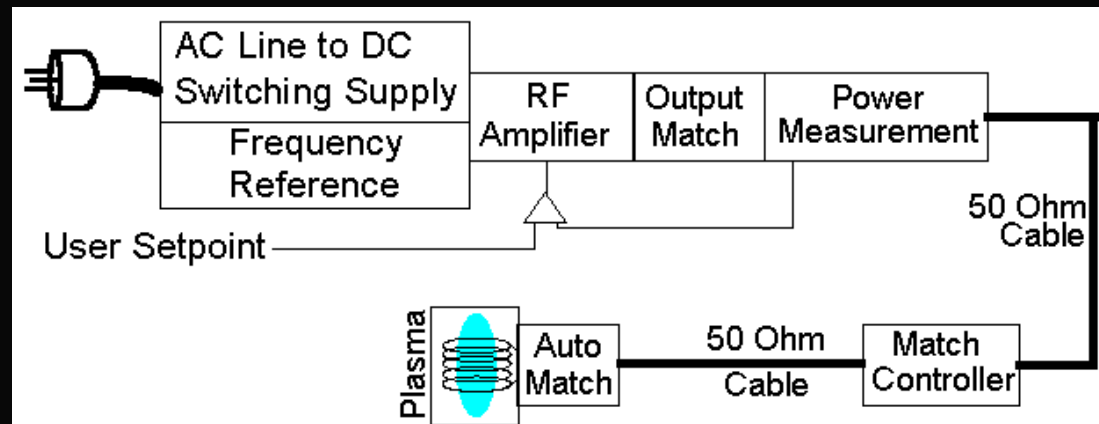 AC Line to DC
Switching Supply
Frequency
Reference
RF
Amplifier
Output
Match
Power
Measurement
User Setpoint
50 Ohm
Cable
Plasma
Auto
Match
50 Ohm
Cable
Match
Controller